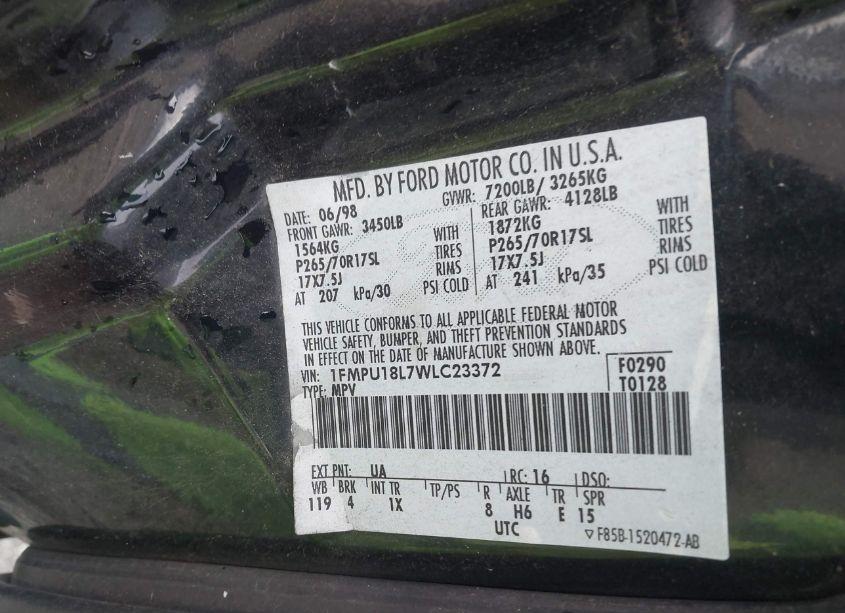 MFD. BY FORD MOTOR CO. IN U.S.A.
DATE: 06/98 GVWR: 7200LB/ 3265KG
FRONT GAWR: 3450LB REAR GAWR: 4128LB
1564KG WITH 1872KG WITH
P265/70R17SL TIRES P265/70R17SL TIRES
17X7.5J RIMS 17X7.5J RIMS
AT 207 kPa/30 PSI COLD AT 241 kPa/35 PSI COLD
THIS VEHICLE CONFORMS TO ALL APPLICABLE FEDERAL MOTOR
VEHICLE SAFETY, BUMPER, AND THEFT PREVENTION STANDARDS
IN EFFECT ON THE DATE OF MANUFACTURE SHOWN ABOVE.
VIN: 1FMPU18L7WLC23372 F0290
TYPE: MPV T0128
EXT PNT: UA RC: 16 DSO:
WB BRK INT TR TP/PS R AXLE TR SPR
119 4 1X 8 H6 E 15
UTC ▽F85B-1520472-AB